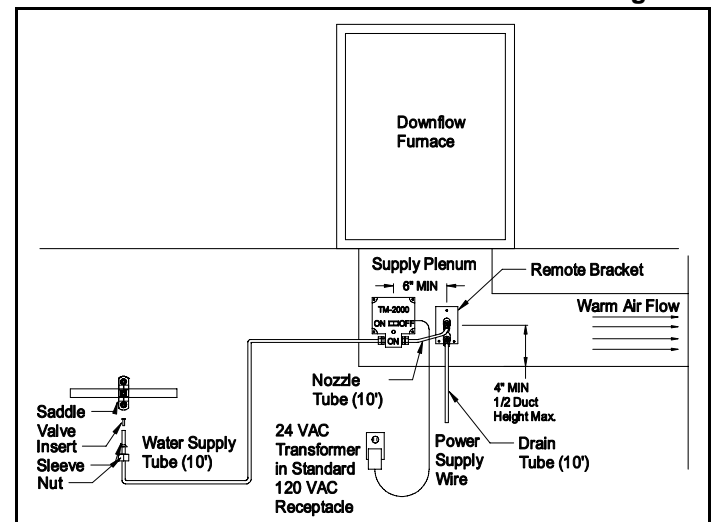 Downflow
Furnace
Supply Plenum
6" MIN
Remote Bracket
TM-2000
ON OFF
ON
Warm Air Flow
Nozzle
Tube (10')
4" MIN
1/2 Duct
Height Max.
Saddle
Valve
Insert
Sleeve
Nut
Water Supply
Tube (10')
24 VAC
Transformer
in Standard
120 VAC
Receptacle
Power
Supply
Wire
Drain
Tube (10')